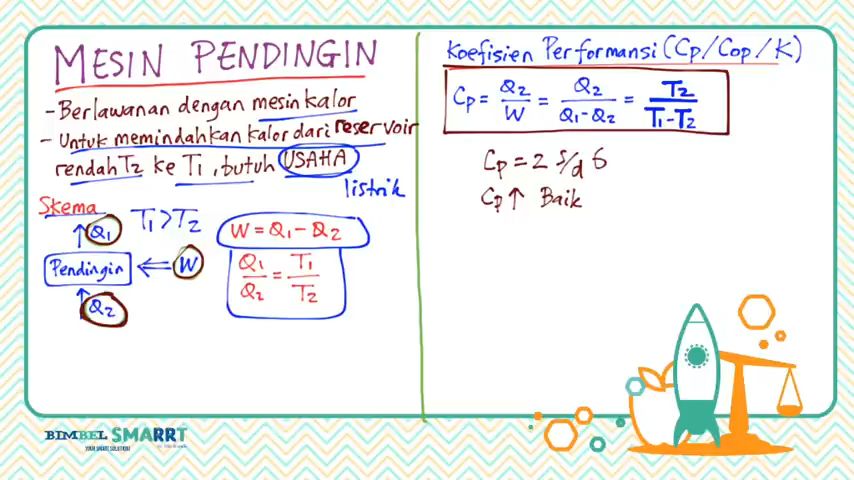 MESIN PENDINGIN
- Berlawanan dengan mesin kalor
- Untuk memindahkan kalor dari reservoir
rendah T2 ke T1, butuh USAHA
listrik
Skema
T1 > T2
Q1
Pendingin
W
Q2
W = Q1 - Q2
Q1/Q2 = T1/T2
Koefisien Performansi (Cp/Cop/K)
Cp = Q2/W = Q2/Q1-Q2 = T2/T1-T2
Cp = 2 s/d 6
Cp ↑ Baik
BIMBEL SMARRT
YOUR SMART SOLUTION!